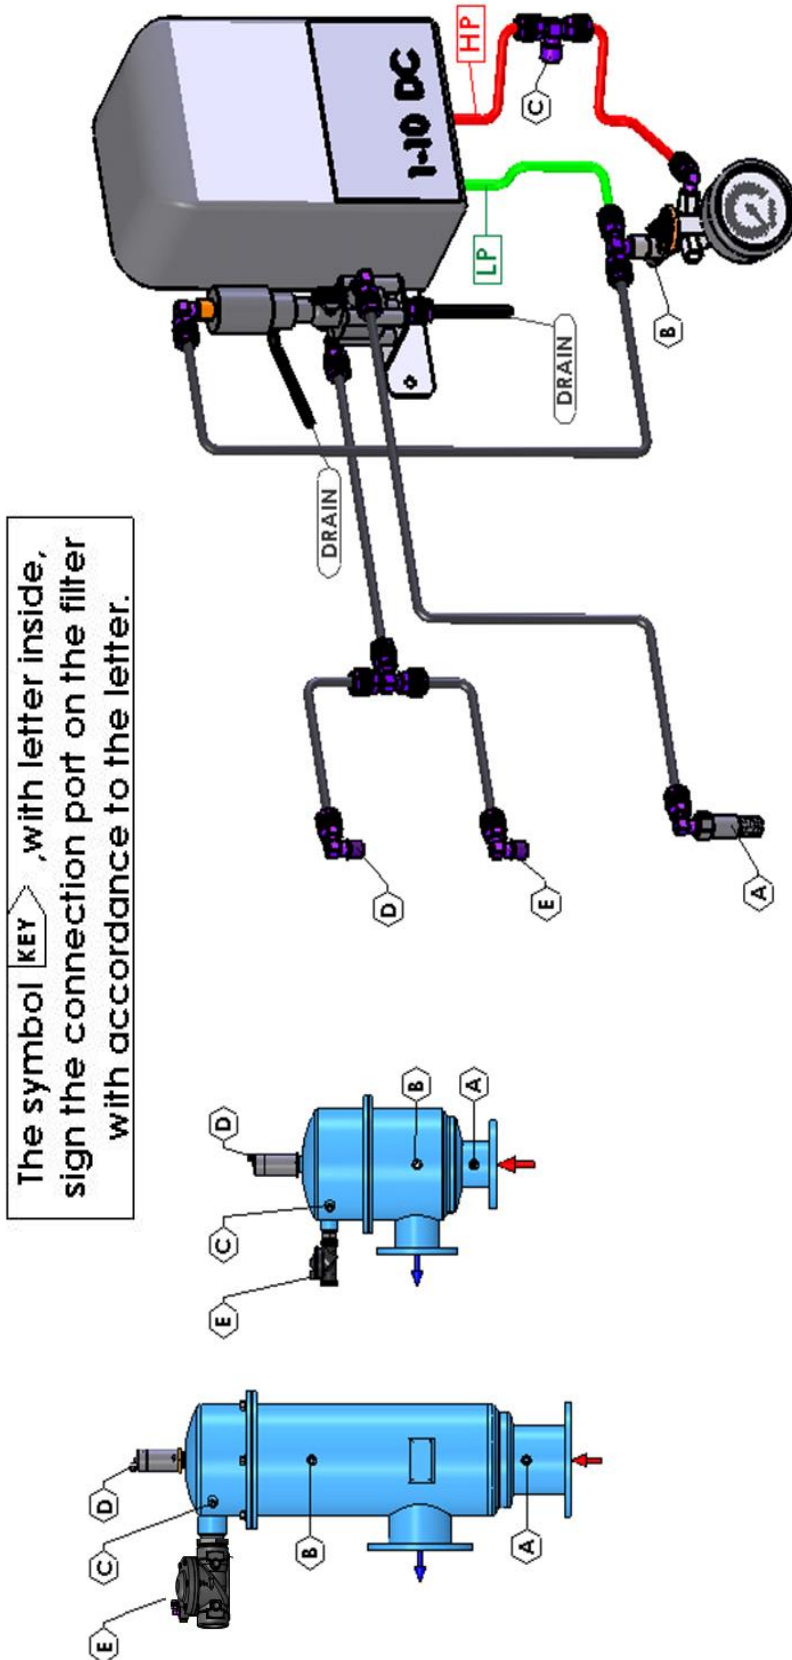 The symbol KEY ,with letter inside,
sign the connection port on the filter
with accordance to the letter.
1-10 DC
HP
LP
C
B
DRAIN
DRAIN
D
E
A
D
C
E
B
A
D
C
E
B
A